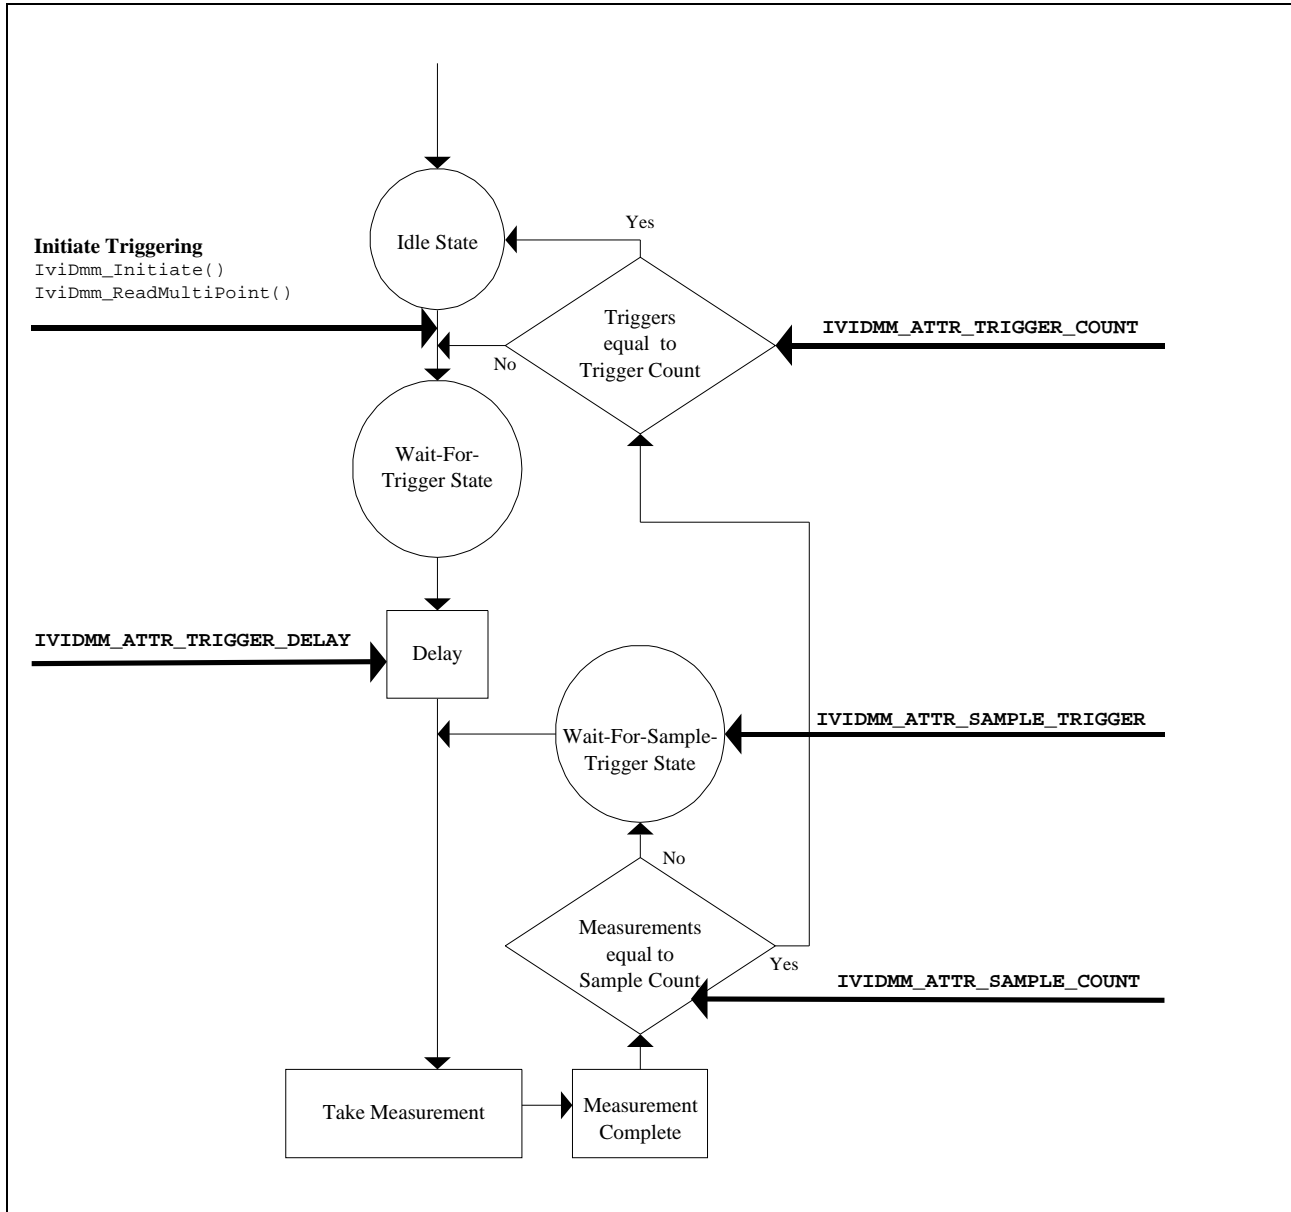 Yes
Idle State
Initiate Triggering
IviDmm_Initiate()
IviDmm_ReadMultiPoint()
Triggers
equal to
Trigger Count
IVIDMM_ATTR_TRIGGER_COUNT
No
Wait-For-
Trigger State
IVIDMM_ATTR_TRIGGER_DELAY
Delay
Wait-For-Sample-
Trigger State
IVIDMM_ATTR_SAMPLE_TRIGGER
No
Measurements
equal to
Sample Count
Yes
IVIDMM_ATTR_SAMPLE_COUNT
Take Measurement
Measurement
Complete